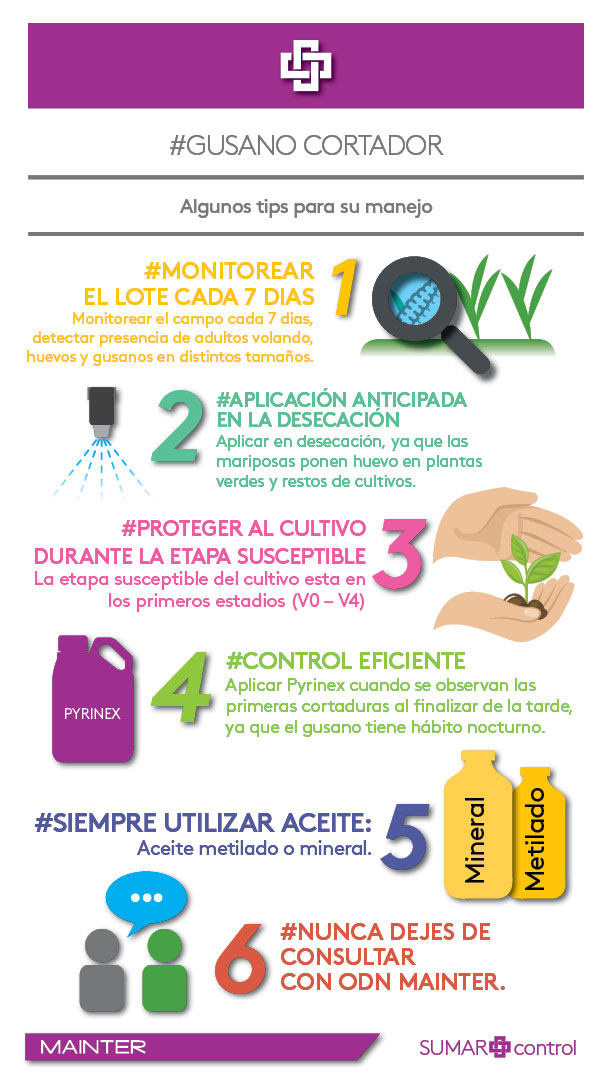 #GUSANO CORTADOR
Algunos tips para su manejo
#MONITOREAR
EL LOTE CADA 7 DIAS
Monitorear el campo cada 7 dias,
detectar presencia de adultos volando,
huevos y gusanos en distintos tamaños.
1
2
#APLICACIÓN ANTICIPADA
EN LA DESECACIÓN
Aplicar en desecación, ya que las
mariposas ponen huevo en plantas
verdes y restos de cultivos.
#PROTEGER AL CULTIVO
DURANTE LA ETAPA SUSCEPTIBLE
La etapa susceptible del cultivo esta en
los primeros estadios (V0 – V4)
3
PYRINEX
4
#CONTROL EFICIENTE
Aplicar Pyrinex cuando se observan las
primeras cortaduras al finalizar de la tarde,
ya que el gusano tiene hábito nocturno.
#SIEMPRE UTILIZAR ACEITE:
Aceite metilado o mineral.
5
Mineral
Metilado
6
#NUNCA DEJES DE
CONSULTAR
CON ODN MAINTER.
MAINTER
SUMAR control